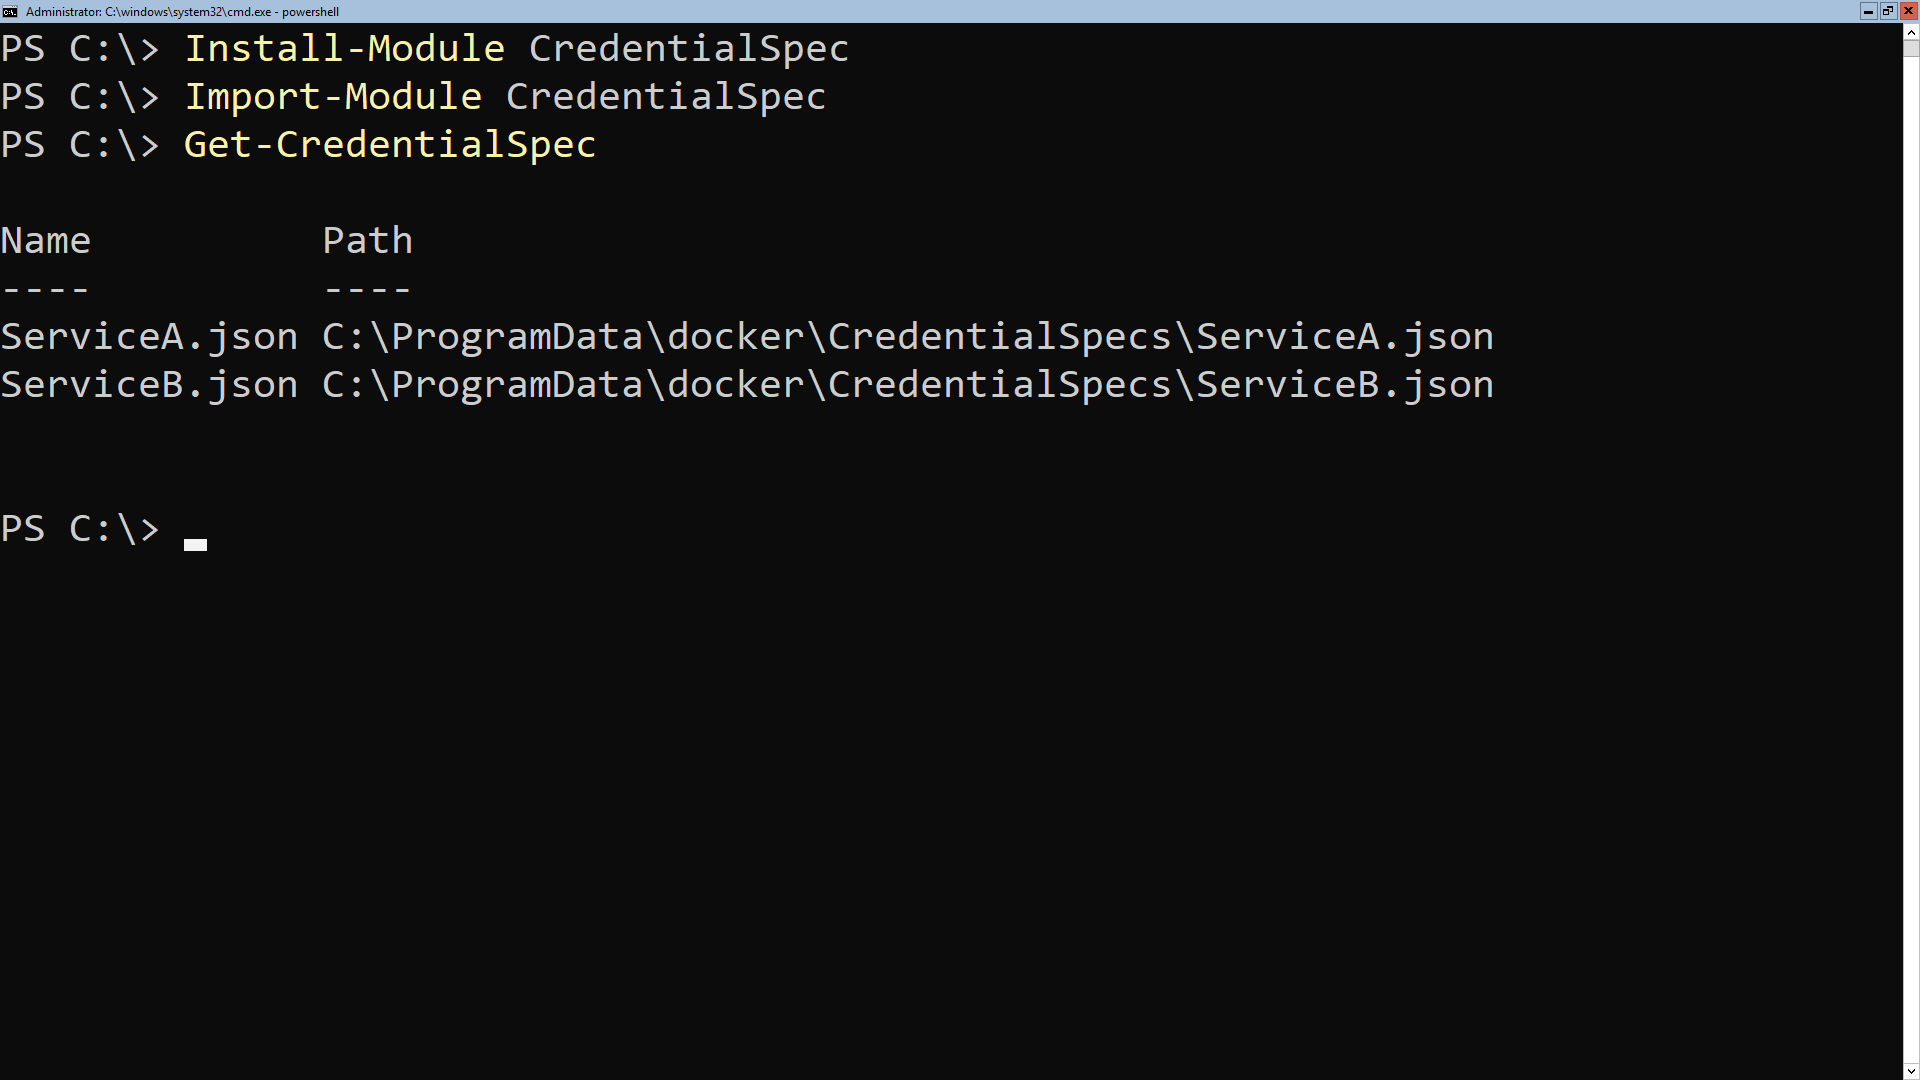 Administrator: C:\windows\system32\cmd.exe - powershell
PS C:\> Install-Module CredentialSpec
PS C:\> Import-Module CredentialSpec
PS C:\> Get-CredentialSpec
Name          Path
----          ----
ServiceA.json C:\ProgramData\docker\CredentialSpecs\ServiceA.json
ServiceB.json C:\ProgramData\docker\CredentialSpecs\ServiceB.json
PS C:\>